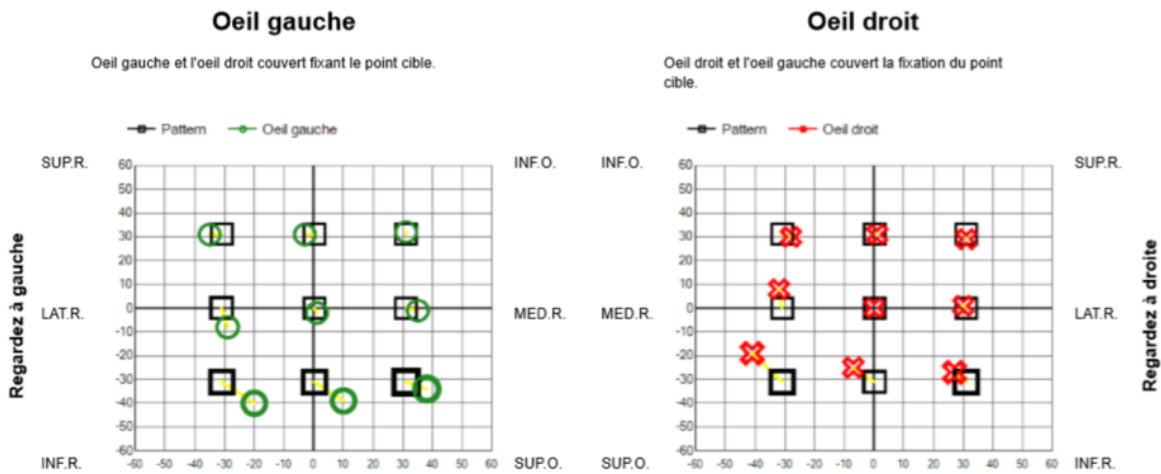 Oeil gauche
Oeil droit
Oeil gauche et l'oeil droit couvert fixant le point cible.
Oeil droit et l'oeil gauche couvert la fixation du point
cible.
Pattern
Oeil gauche
Pattern
Oeil droit
SUP.R.
INF.O.
INF.O.
SUP.R.
60
50
40
30
20
10
0
-10
-20
-30
-40
-50
-60
60
50
40
30
20
10
0
-10
-20
-30
-40
-50
-60
Regardez à gauche
LAT.R.
MED.R.
MED.R.
LAT.R.
Regardez à droite
-60 -50 -40 -30 -20 -10 0 10 20 30 40 50 60
-60 -50 -40 -30 -20 -10 0 10 20 30 40 50 60
INF.R.
SUP.O.
SUP.O.
INF.R.